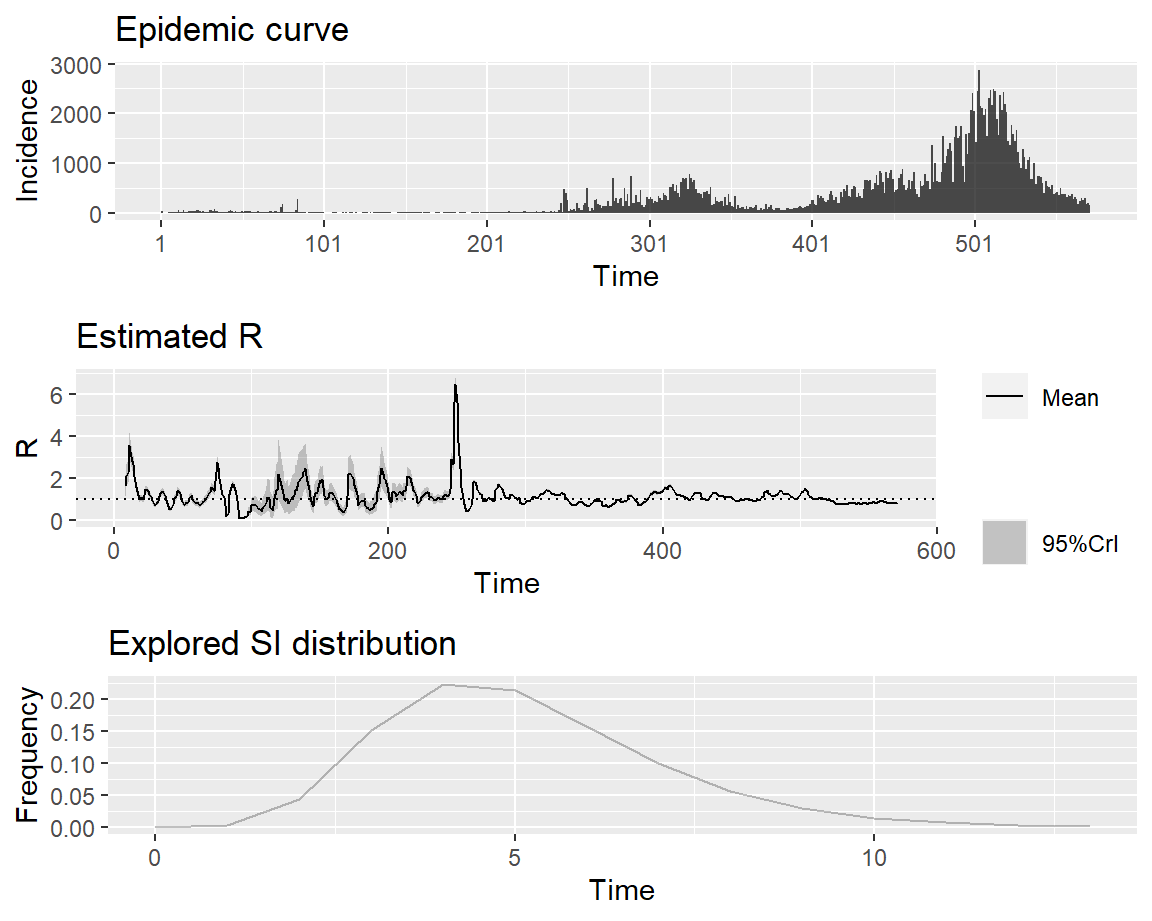 Epidemic curve
3000
2000
1000
0
Incidence
1 101 201 301 401 501
Time
Estimated R
6
4
2
0
R
0 200 400 600
Time
Mean
95%CrI
Explored SI distribution
0.20
0.15
0.10
0.05
0.00
Frequency
0 5 10
Time